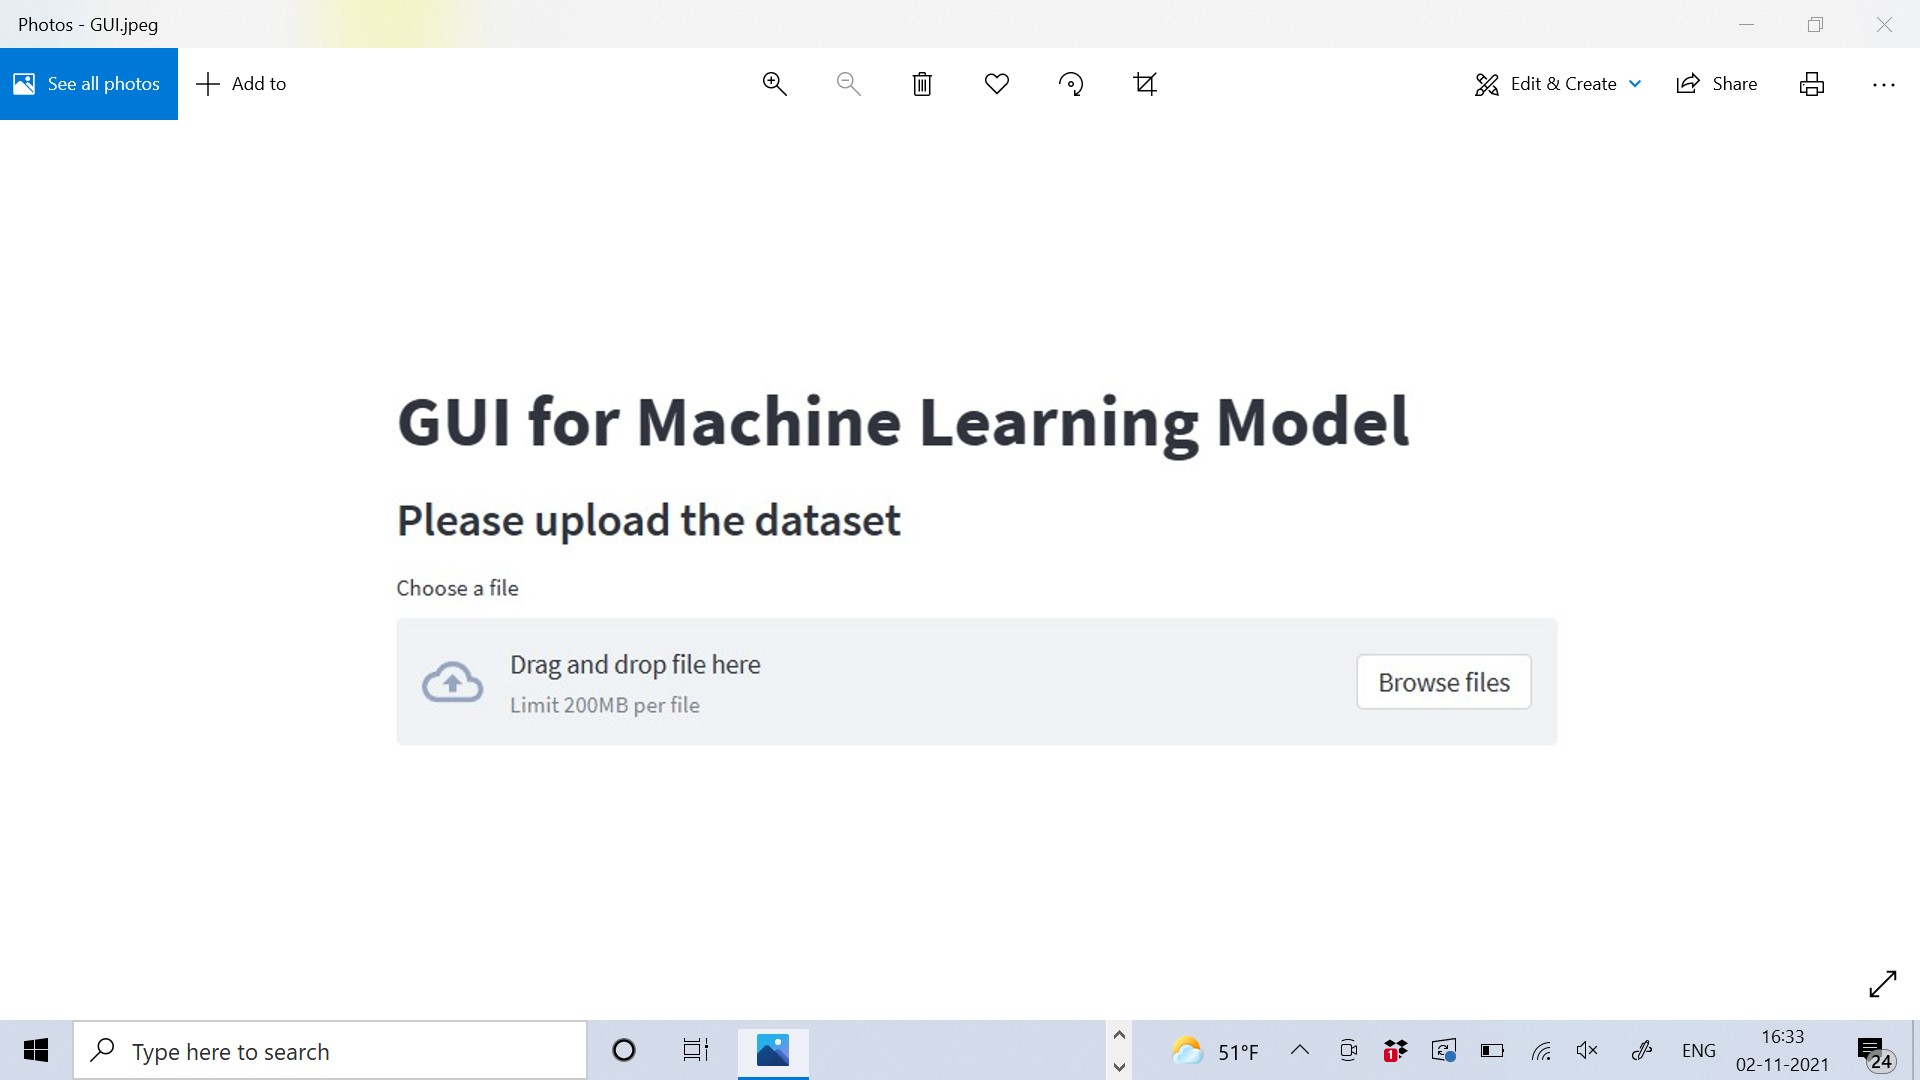 Photos - GUI.jpeg
See all photos
Add to
Edit & Create
Share
GUI for Machine Learning Model
Please upload the dataset
Choose a file
Drag and drop file here
Limit 200MB per file
Browse files
Type here to search
51°F
1
ENG
16:33
02-11-2021
24